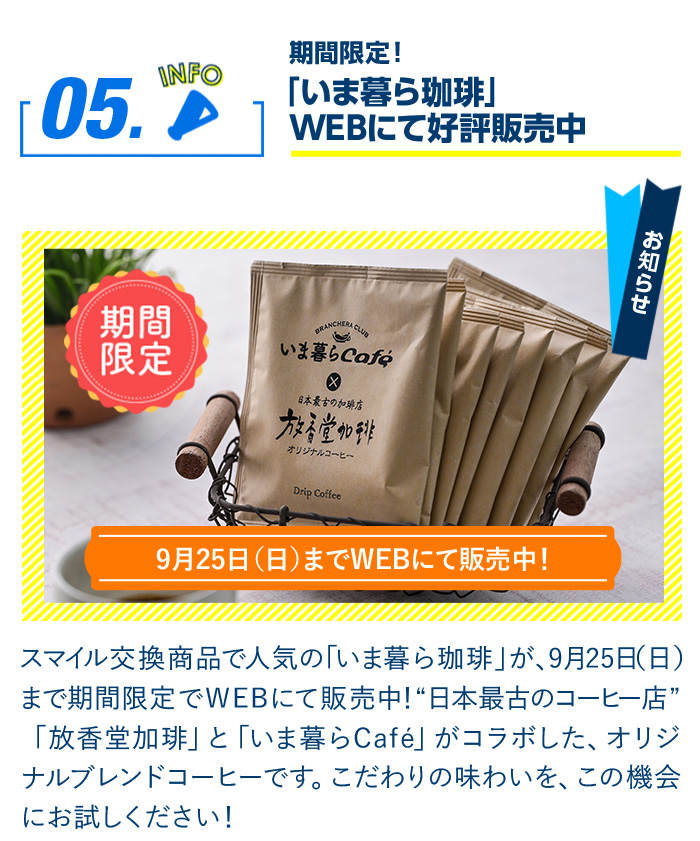 05.
INFO
期間限定！
「いま暮ら珈琲」
WEBにて好評販売中
お知らせ
期間
限定
BRANCHERA CLUB
いま暮らCafé
×
日本最古の珈琲店
放香堂加琲
オリジナルコーヒー
Drip Coffee
9月25日（日）までWEBにて販売中！
スマイル交換商品で人気の「いま暮ら珈琲」が、9月25日（日）
まで期間限定でWEBにて販売中！“日本最古のコーヒー店”
「放香堂加琲」と「いま暮らCafé」がコラボした、オリジ
ナルブレンドコーヒーです。こだわりの味わいを、この機会
にお試しください！